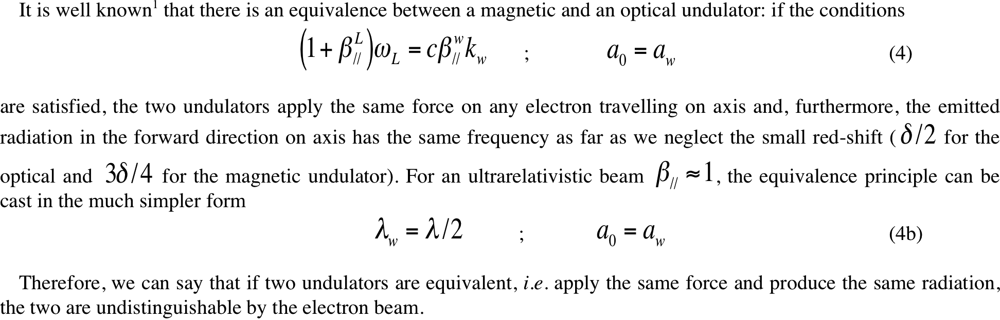 It is well known¹ that there is an equivalence between a magnetic and an optical undulator: if the conditions
(1 + β_{//}^{L})ω_L = cβ_{//}^{w}k_w ; a_0 = a_w (4)
are satisfied, the two undulators apply the same force on any electron travelling on axis and, furthermore, the emitted
radiation in the forward direction on axis has the same frequency as far as we neglect the small red-shift (δ/2 for the
optical and 3δ/4 for the magnetic undulator). For an ultrarelativistic beam β_{//} ≈ 1, the equivalence principle can be
cast in the much simpler form
λ_w = λ/2 ; a_0 = a_w (4b)
Therefore, we can say that if two undulators are equivalent, i.e. apply the same force and produce the same radiation,
the two are undistinguishable by the electron beam.